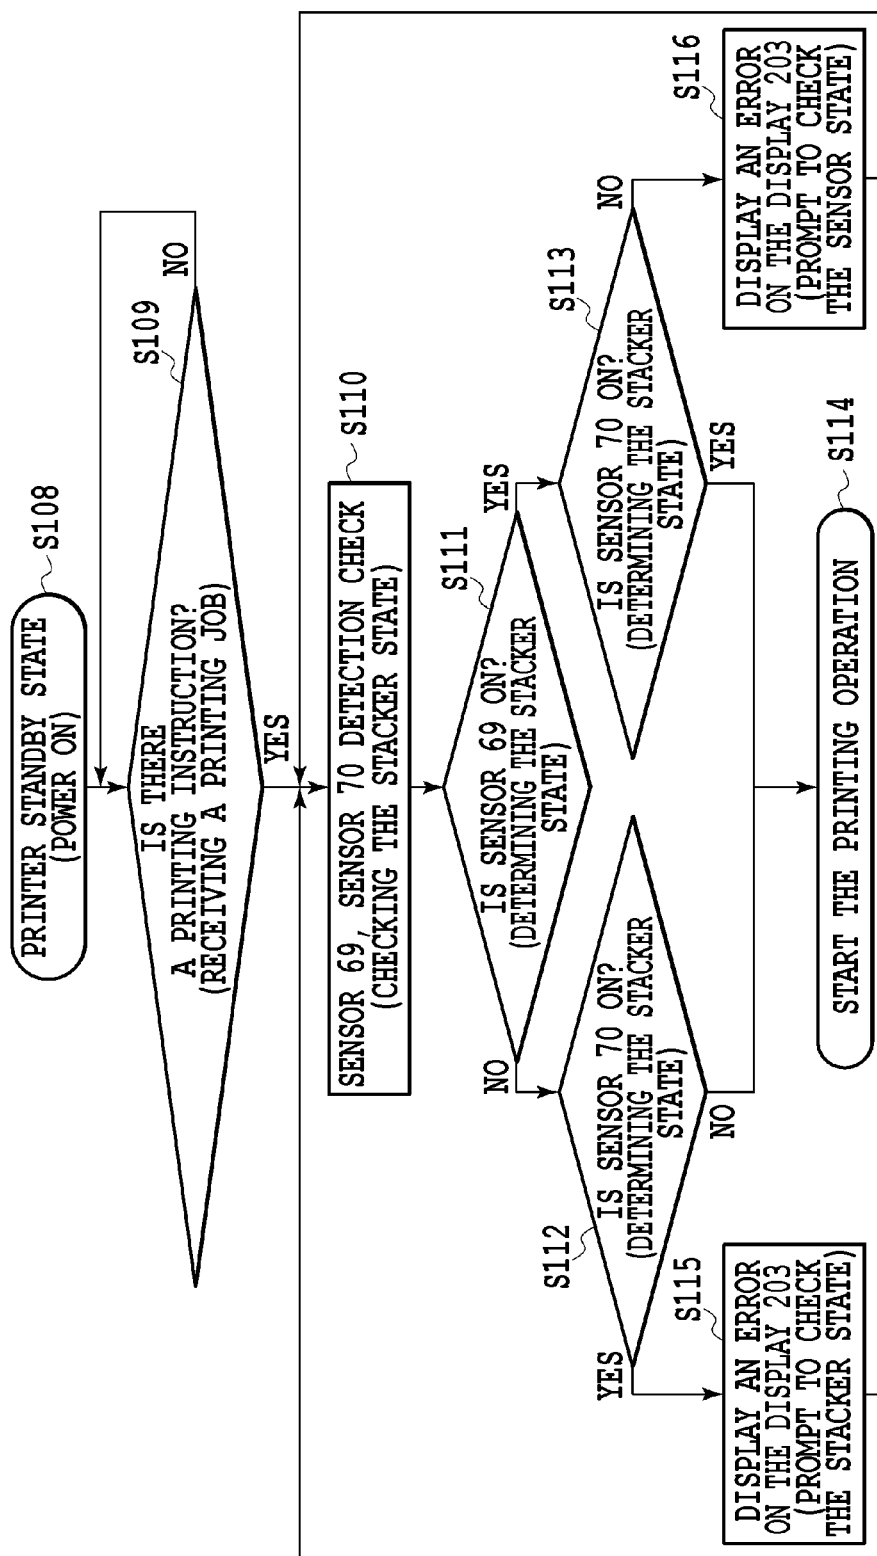 PRINTER STANDBY STATE
(POWER ON)
S108
IS THERE
A PRINTING INSTRUCTION?
(RECEIVING A PRINTING JOB)
S109
NO
YES
SENSOR 69, SENSOR 70 DETECTION CHECK
(CHECKING THE STACKER STATE)
S110
IS SENSOR 69 ON?
(DETERMINING THE STACKER
STATE)
S111
NO
YES
IS SENSOR 70 ON?
(DETERMINING THE STACKER
STATE)
S112
YES
NO
IS SENSOR 70 ON?
(DETERMINING THE STACKER
STATE)
S113
NO
YES
DISPLAY AN ERROR
ON THE DISPLAY 203
(PROMPT TO CHECK
THE STACKER STATE)
S115
DISPLAY AN ERROR
ON THE DISPLAY 203
(PROMPT TO CHECK
THE SENSOR STATE)
S116
START THE PRINTING OPERATION
S114